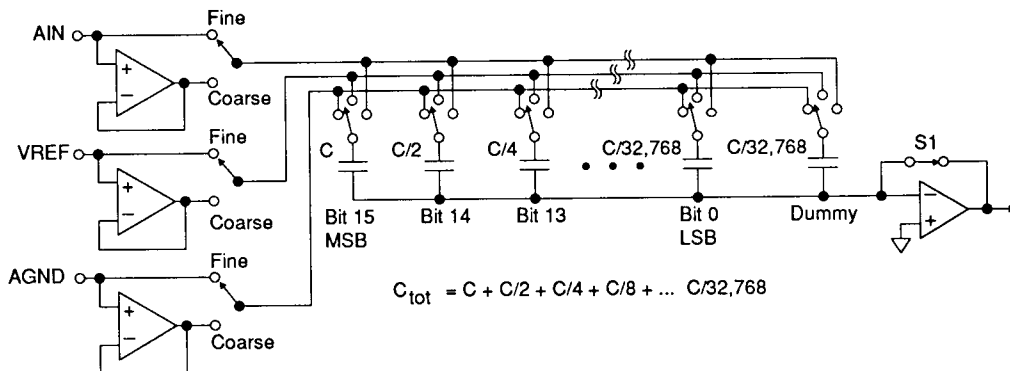 AIN
Fine
+
−
Coarse
VREF
Fine
+
−
Coarse
AGND
Fine
+
−
Coarse
C
C/2
C/4
C/32,768
C/32,768
S1
−
+
Bit 15
MSB
Bit 14
Bit 13
Bit 0
LSB
Dummy
Ctot = C + C/2 + C/4 + C/8 + ... C/32,768